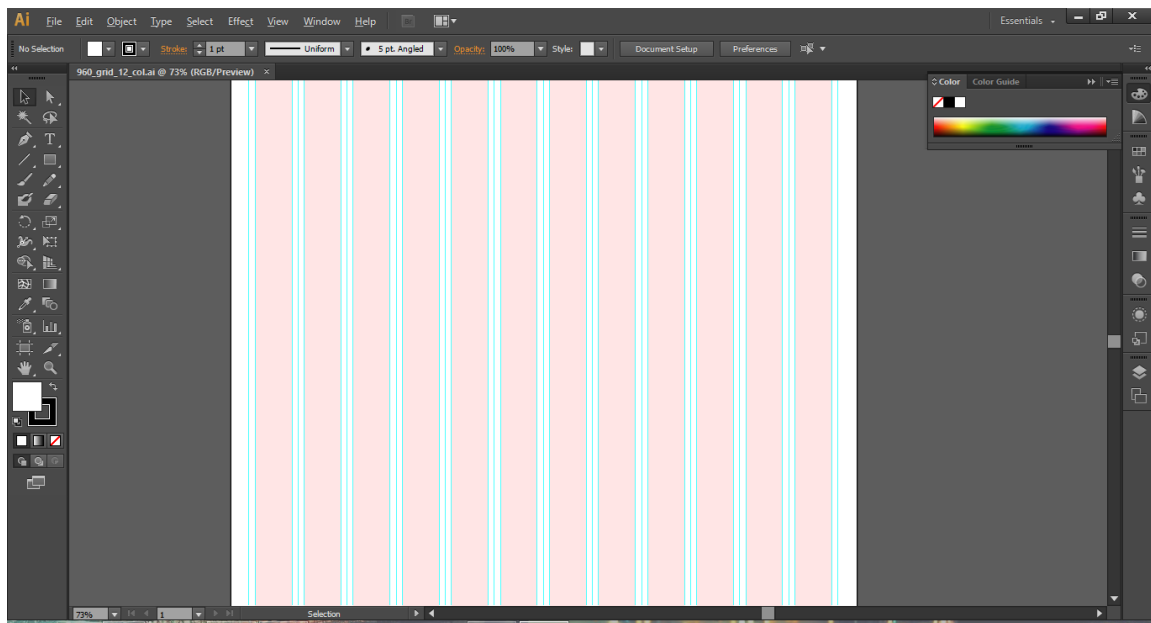 Ai File Edit Object Type Select Effect View Window Help Essentials
No Selection Stroke: 1 pt Uniform 5 pt. Angled Opacity: 100% Style: Document Setup Preferences
960_grid_12_col.ai @ 73% (RGB/Preview) ×
Color Color Guide
T
73% 1 Selection